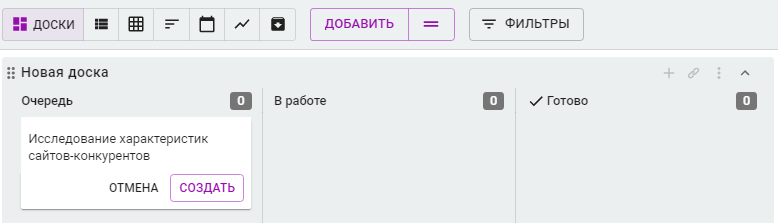 ДОСКИ ДОБАВИТЬ ФИЛЬТРЫ
Новая доска
Очередь 0 В работе 0 Готово 0
Исследование характеристик
сайтов-конкурентов
ОТМЕНА СОЗДАТЬ